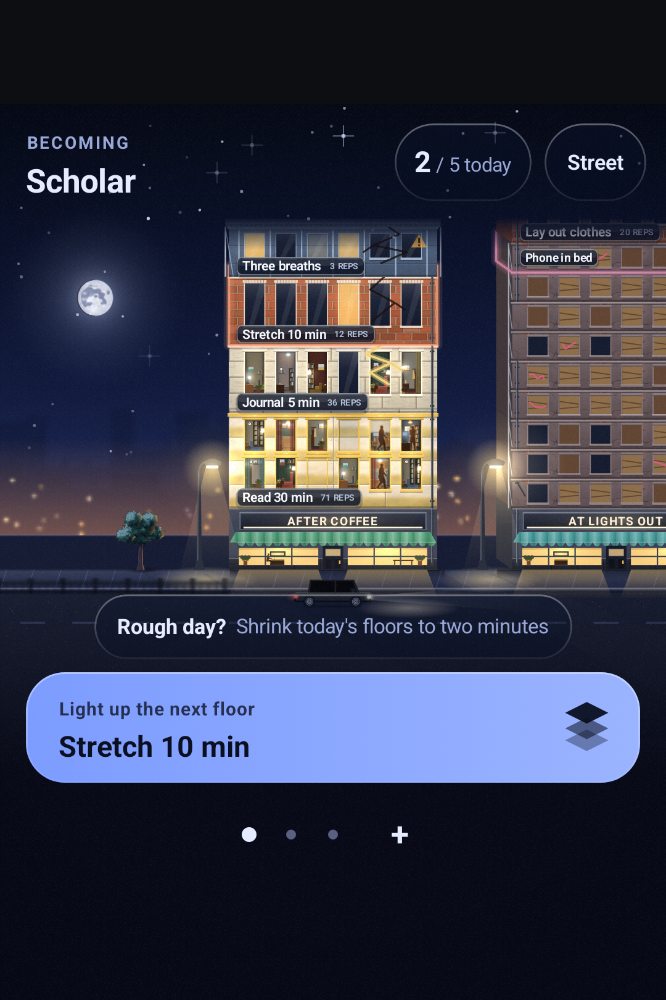 BECOMING
Scholar
2 / 5 today
Street
Lay out clothes 20 REPS
Phone in bed
Three breaths 3 REPS
Stretch 10 min 12 REPS
Journal 5 min 36 REPS
Read 30 min 71 REPS
AFTER COFFEE
AT LIGHTS OUT
Rough day? Shrink today's floors to two minutes
Light up the next floor
Stretch 10 min